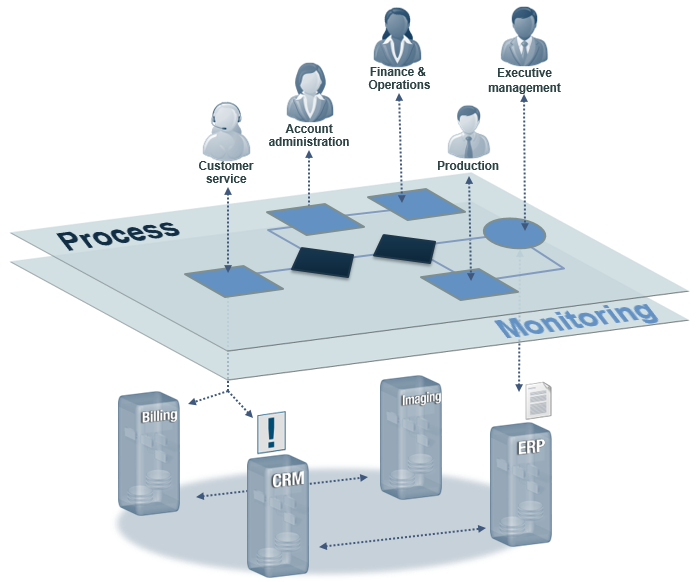 Finance &
Operations
Executive
management
Account
administration
Customer
service
Production
Process
Monitoring
Billing
Imaging
!
CRM
ERP